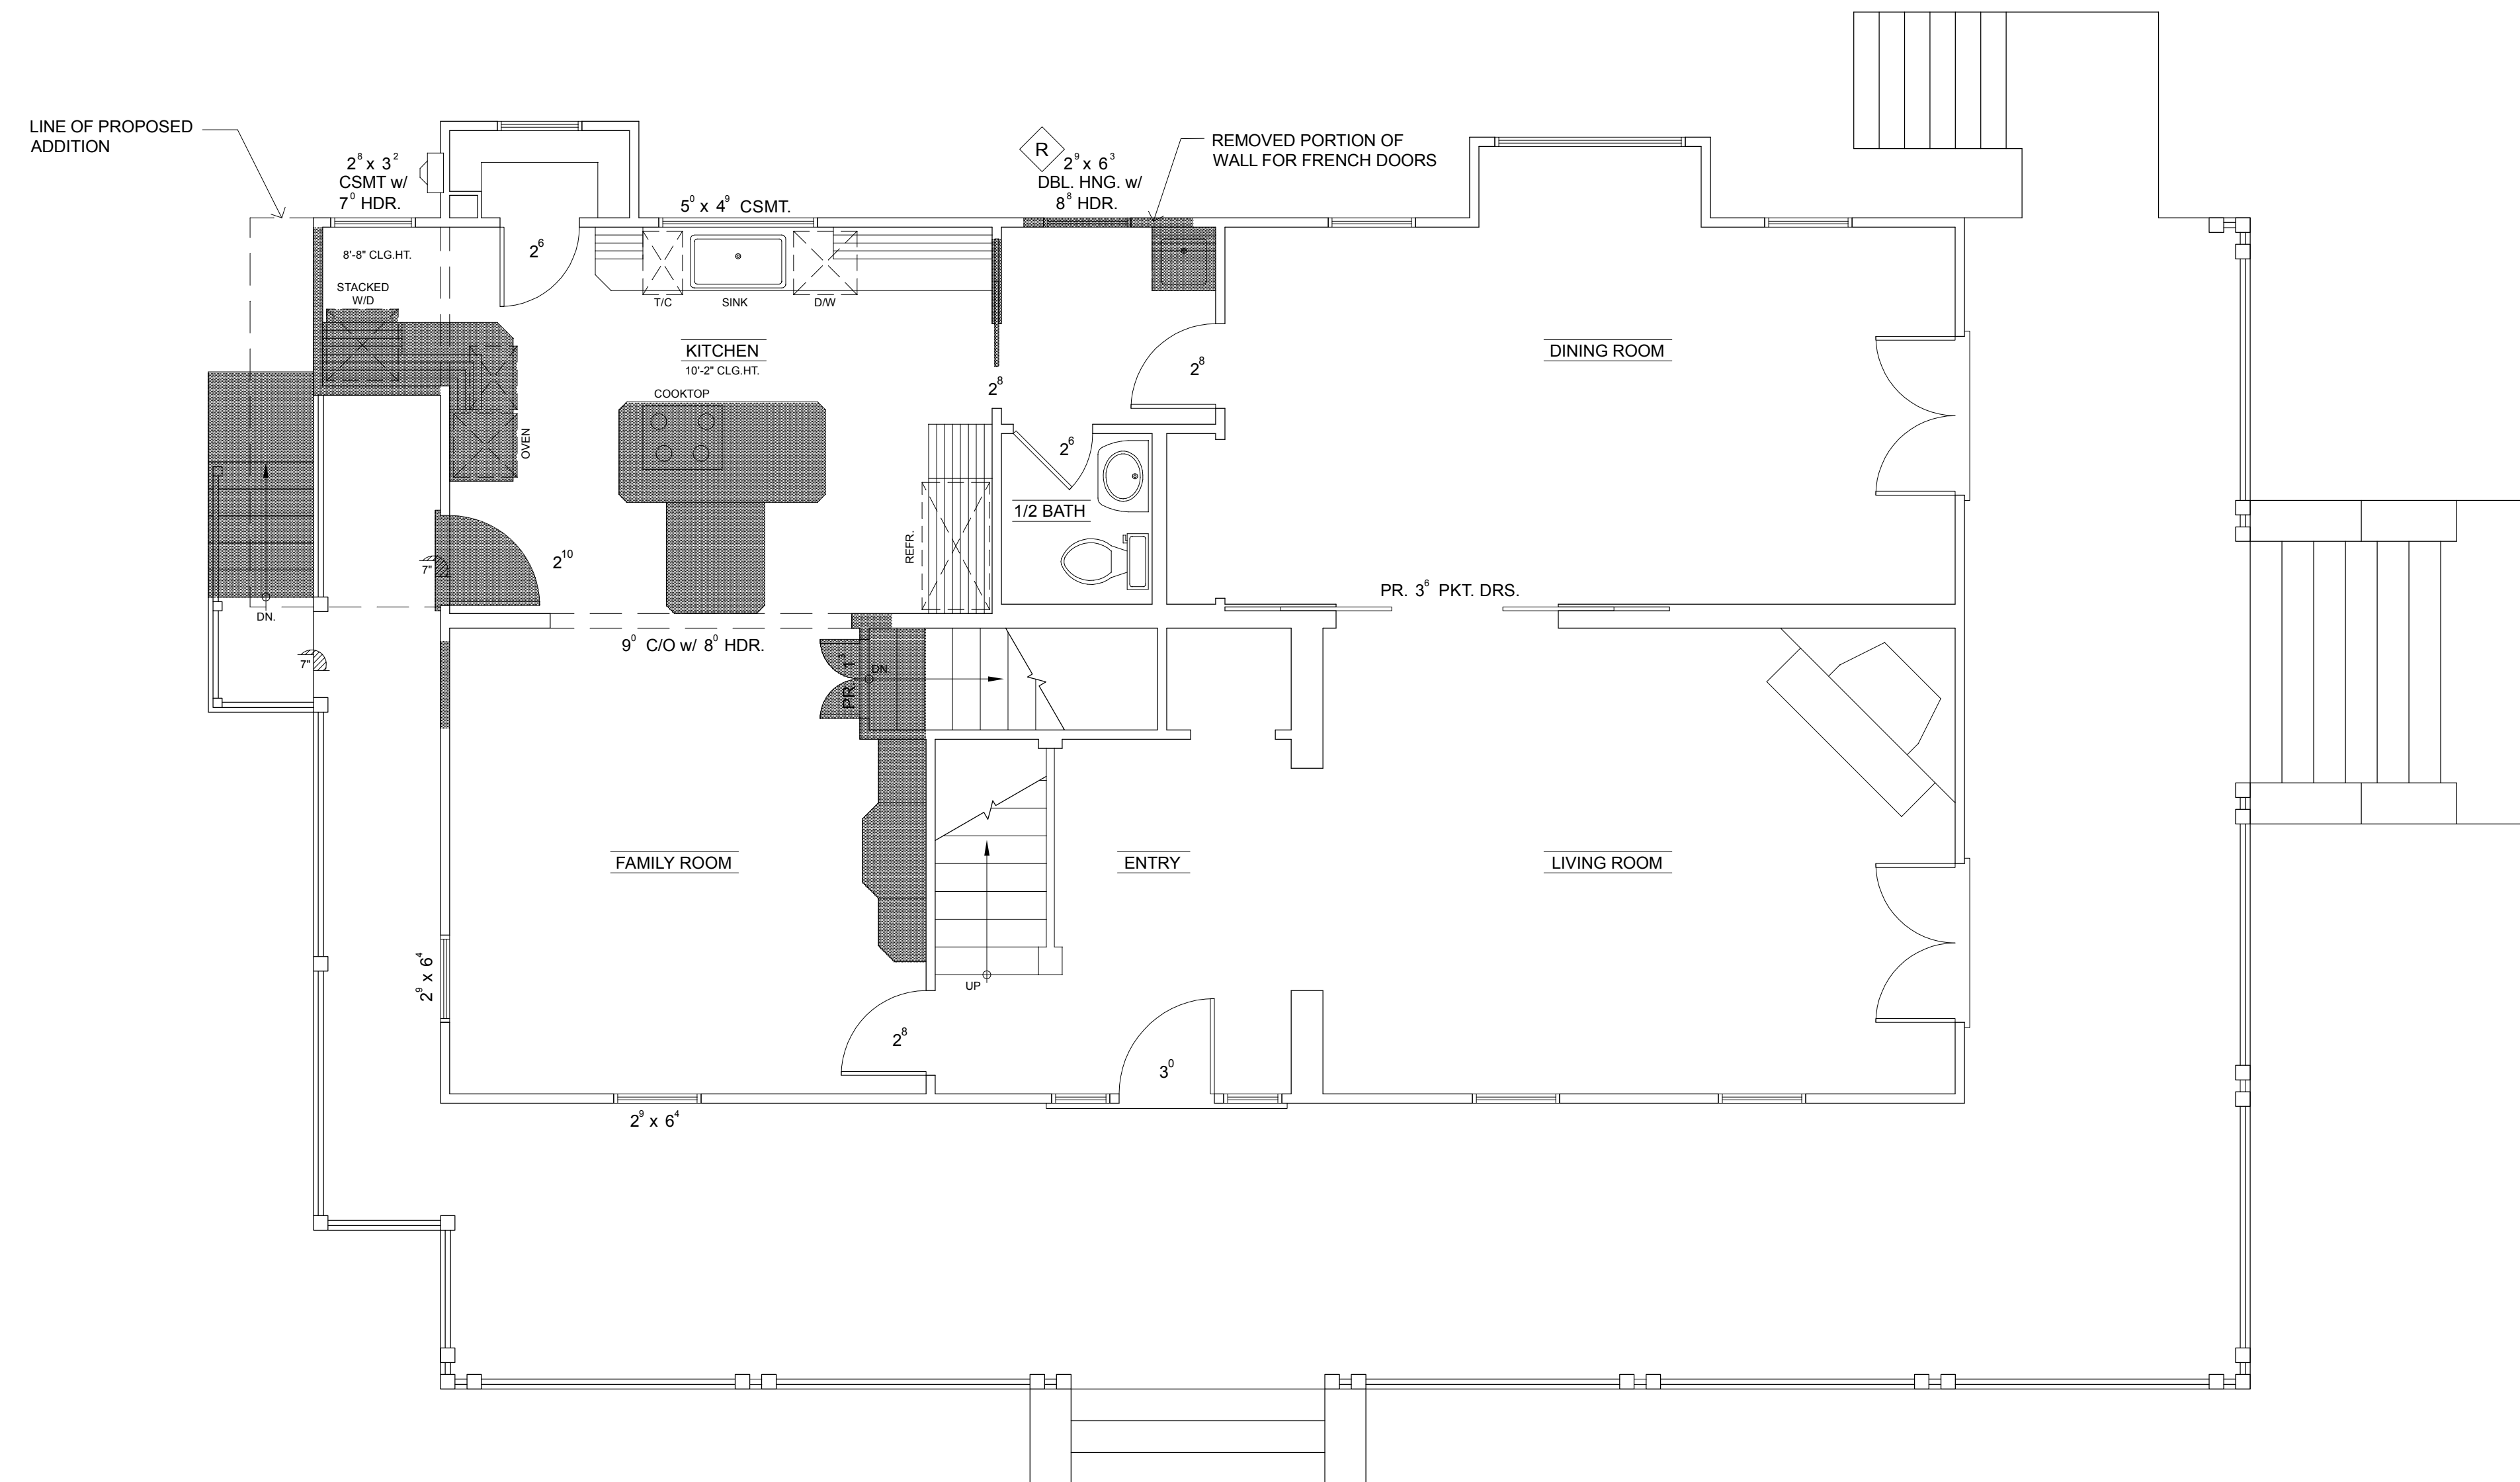 LINE OF PROPOSED
ADDITION
2⁸ x 3²
CSMT w/
7⁰ HDR.
5⁰ x 4⁹ CSMT.
R
2⁹ x 6³
DBL. HNG. w/
8⁸ HDR.
REMOVED PORTION OF
WALL FOR FRENCH DOORS
8'-8" CLG.HT.
STACKED
W/D
2⁶
T/C
SINK
D/W
KITCHEN
10'-2" CLG.HT.
COOKTOP
OVEN
2⁸
2⁸
DINING ROOM
2⁶
1/2 BATH
REFR.
2¹⁰
7"
DN.
7"
PR. 3⁶ PKT. DRS.
9⁰ C/O w/ 8⁰ HDR.
PR. 1³
DN.
FAMILY ROOM
ENTRY
LIVING ROOM
2⁹ x 6⁴
UP
2⁸
3⁰
2⁹ x 6⁴